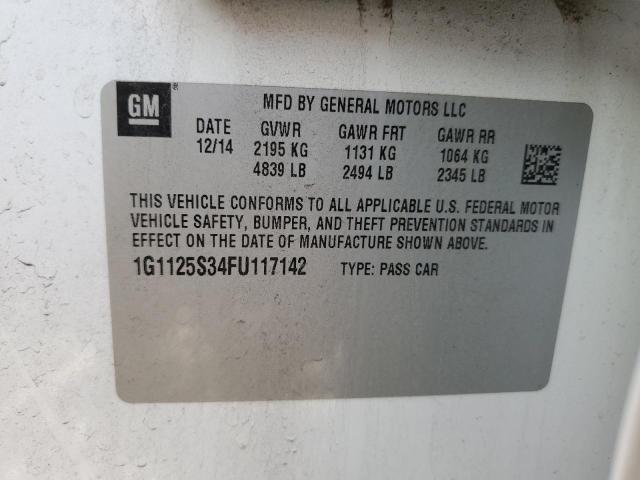 GM
MFD BY GENERAL MOTORS LLC
DATE GVWR GAWR FRT GAWR RR
12/14 2195 KG 1131 KG 1064 KG
4839 LB 2494 LB 2345 LB
THIS VEHICLE CONFORMS TO ALL APPLICABLE U.S. FEDERAL MOTOR
VEHICLE SAFETY, BUMPER, AND THEFT PREVENTION STANDARDS IN
EFFECT ON THE DATE OF MANUFACTURE SHOWN ABOVE.
1G1125S34FU117142 TYPE: PASS CAR